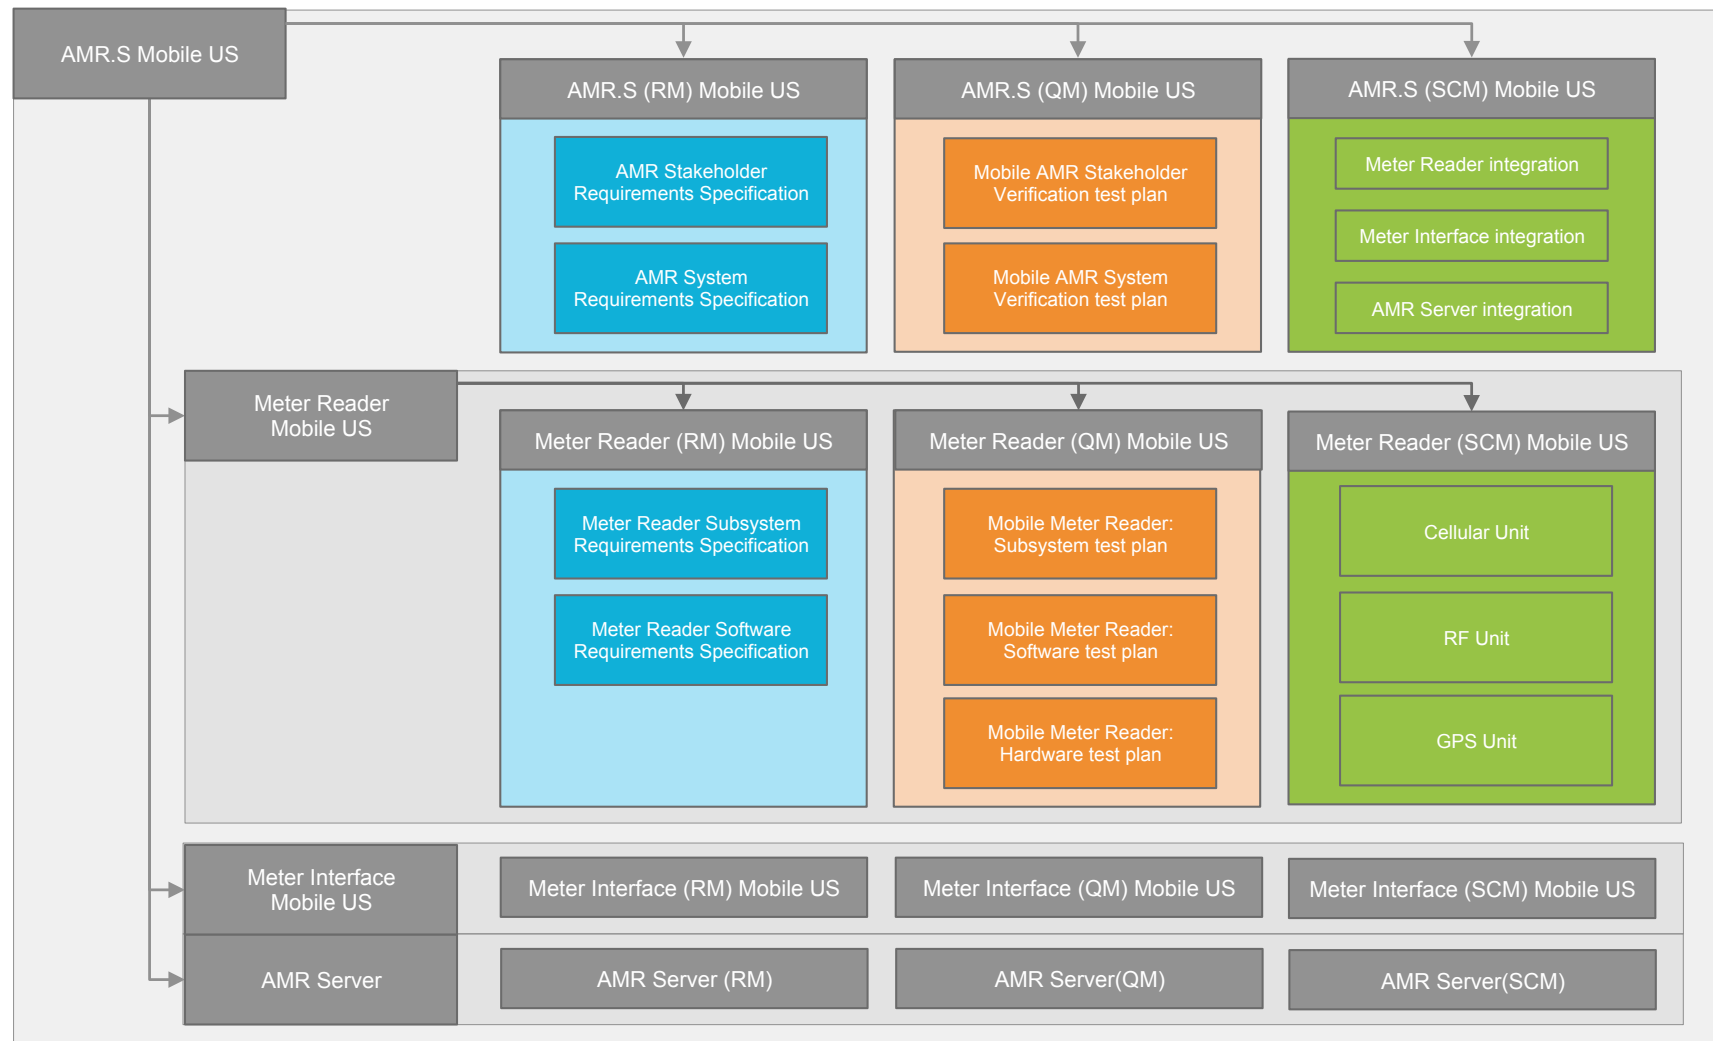 AMR.S Mobile US
AMR.S (RM) Mobile US
AMR Stakeholder
Requirements Specification
AMR System
Requirements Specification
AMR.S (QM) Mobile US
Mobile AMR Stakeholder
Verification test plan
Mobile AMR System
Verification test plan
AMR.S (SCM) Mobile US
Meter Reader integration
Meter Interface integration
AMR Server integration
Meter Reader
Mobile US
Meter Reader (RM) Mobile US
Meter Reader Subsystem
Requirements Specification
Meter Reader Software
Requirements Specification
Meter Reader (QM) Mobile US
Mobile Meter Reader:
Subsystem test plan
Mobile Meter Reader:
Software test plan
Mobile Meter Reader:
Hardware test plan
Meter Reader (SCM) Mobile US
Cellular Unit
RF Unit
GPS Unit
Meter Interface
Mobile US
Meter Interface (RM) Mobile US
Meter Interface (QM) Mobile US
Meter Interface (SCM) Mobile US
AMR Server
AMR Server (RM)
AMR Server(QM)
AMR Server(SCM)